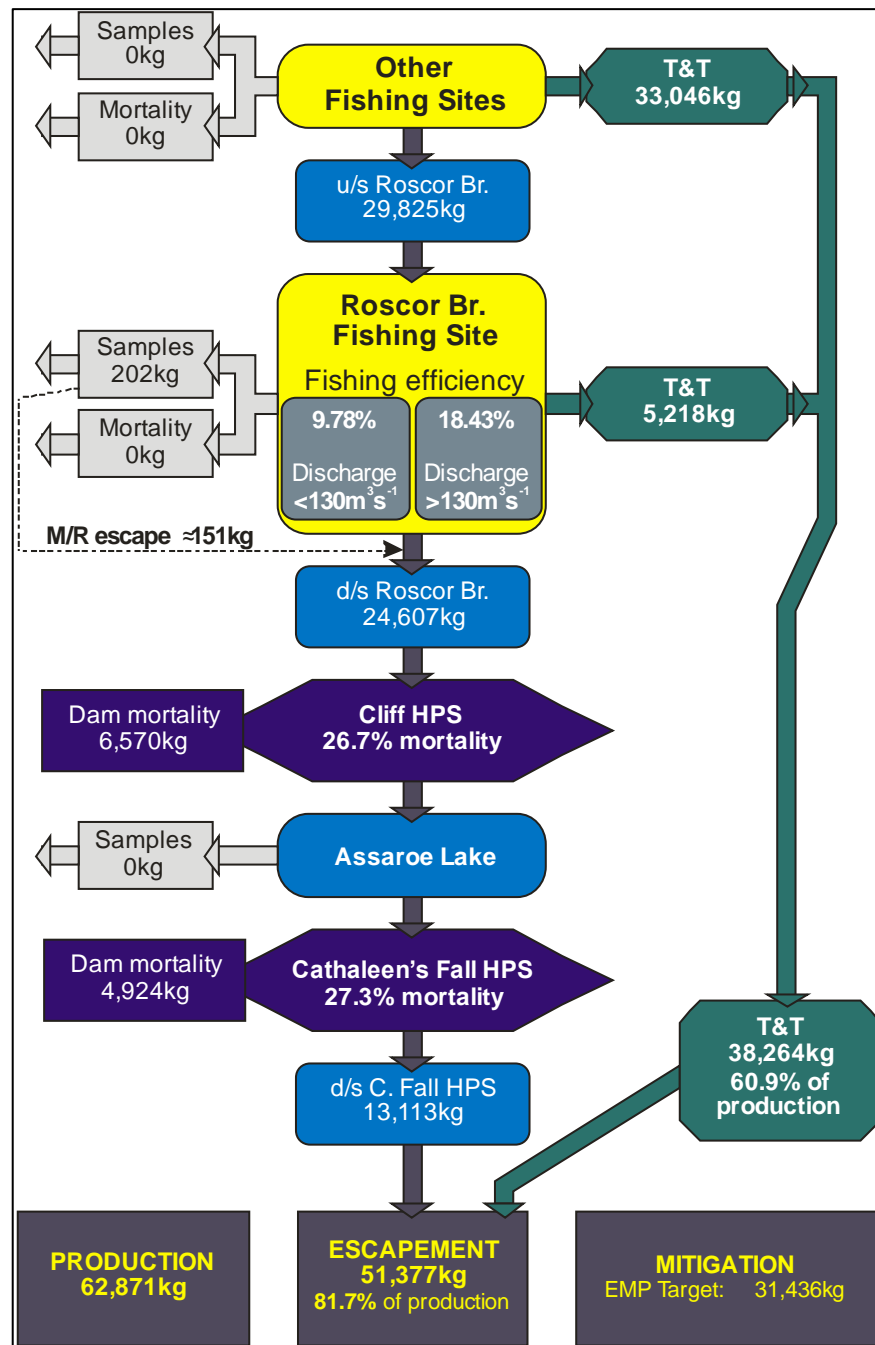 Samples
0kg
Mortality
0kg
Other
Fishing Sites
T&T
33,046kg
u/s Roscor Br.
29,825kg
Roscor Br.
Fishing Site
Fishing efficiency
9.78%
Discharge
<130m³s⁻¹
18.43%
Discharge
>130m³s⁻¹
Samples
202kg
Mortality
0kg
T&T
5,218kg
M/R escape ≈151kg
d/s Roscor Br.
24,607kg
Dam mortality
6,570kg
Cliff HPS
26.7% mortality
Samples
0kg
Assaroe Lake
Dam mortality
4,924kg
Cathaleen's Fall HPS
27.3% mortality
T&T
38,264kg
60.9% of
production
d/s C. Fall HPS
13,113kg
PRODUCTION
62,871kg
ESCAPEMENT
51,377kg
81.7% of production
MITIGATION
EMP Target: 31,436kg